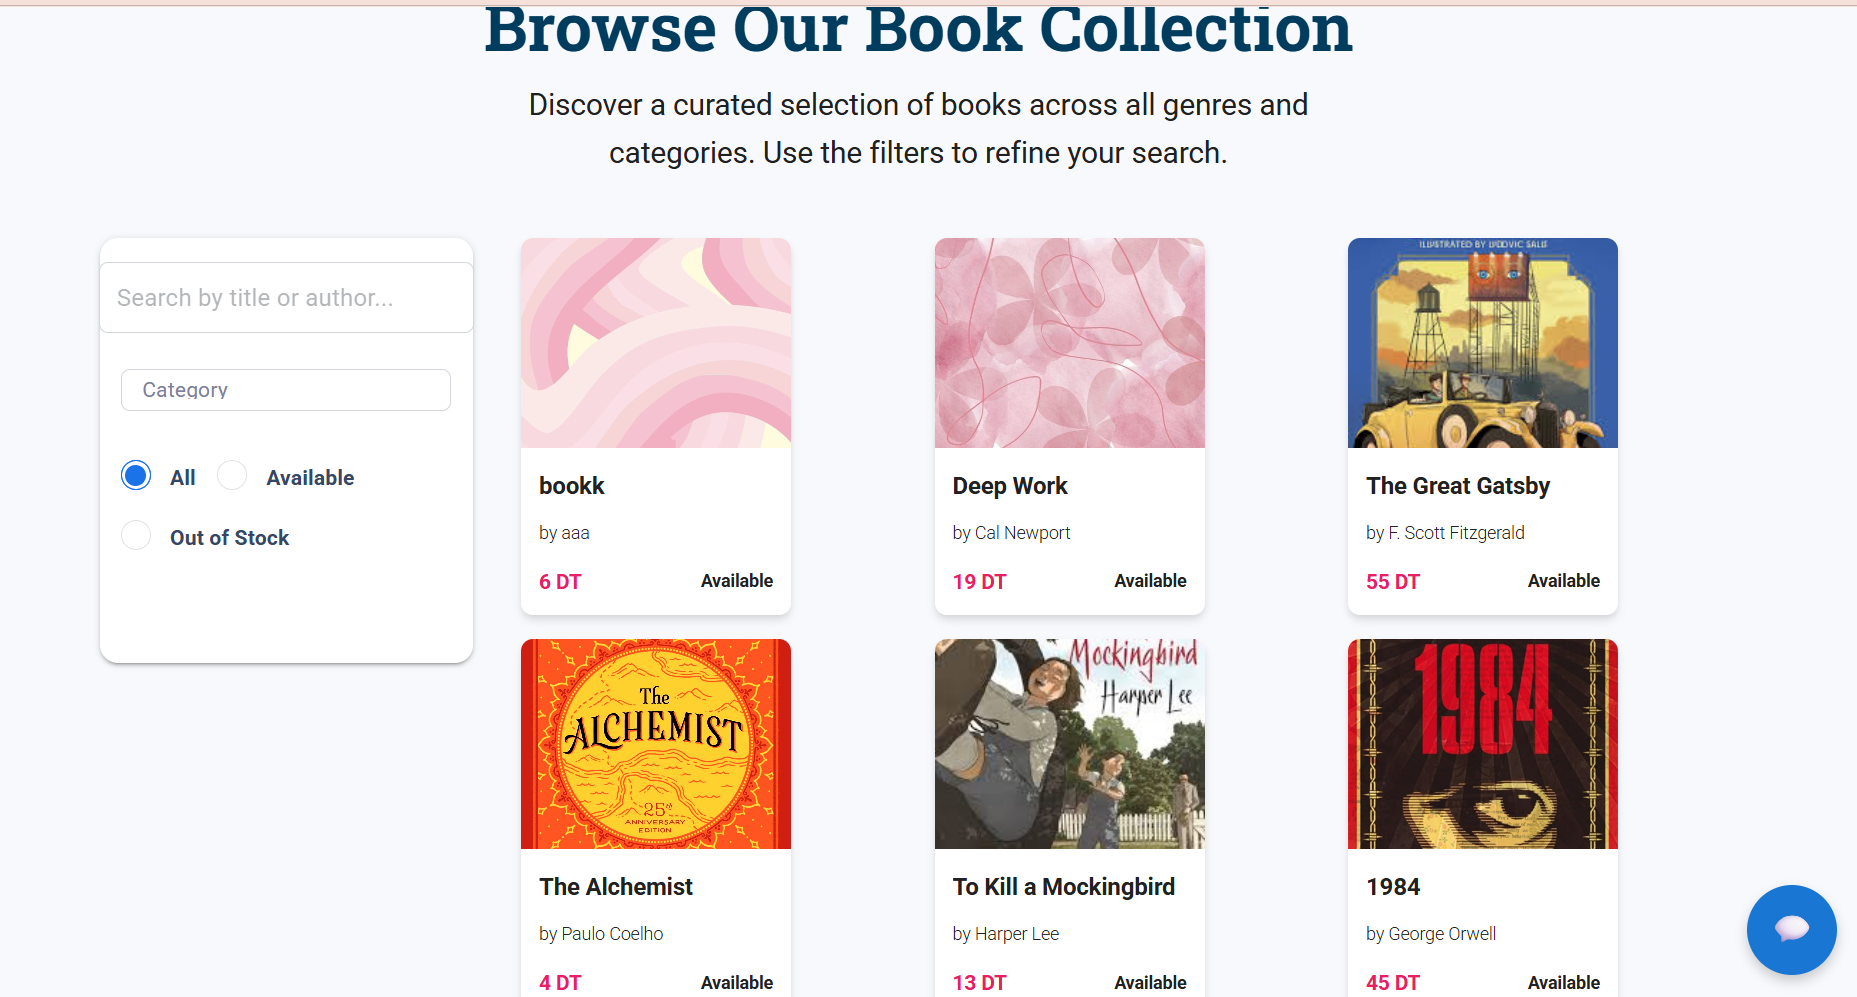 Browse Our Book Collection
Discover a curated selection of books across all genres and
categories. Use the filters to refine your search.
Search by title or author...
Category
All
Available
Out of Stock
bookk
by aaa
6 DT
Available
Deep Work
by Cal Newport
19 DT
Available
ILLUSTRATED BY LUDOVIC SALLÉ
The Great Gatsby
by F. Scott Fitzgerald
55 DT
Available
The
ALCHEMIST
25th
ANNIVERSARY
EDITION
The Alchemist
by Paulo Coelho
4 DT
Available
Mockingbird
Harper Lee
To Kill a Mockingbird
by Harper Lee
13 DT
Available
1984
1984
by George Orwell
45 DT
Available